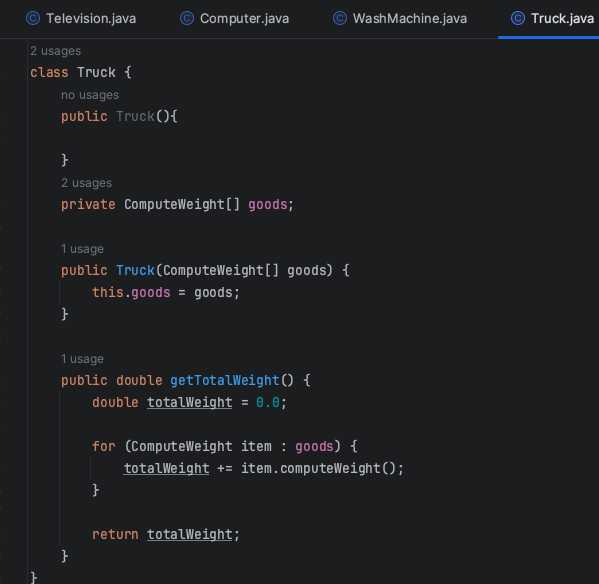 Television.java Computer.java WashMachine.java Truck.java
2 usages
class Truck {
no usages
public Truck(){
}
2 usages
private ComputeWeight[] goods;
1 usage
public Truck(ComputeWeight[] goods) {
this.goods = goods;
}
1 usage
public double getTotalWeight() {
double totalWeight = 0.0;
for (ComputeWeight item : goods) {
totalWeight += item.computeWeight();
}
return totalWeight;
}
}